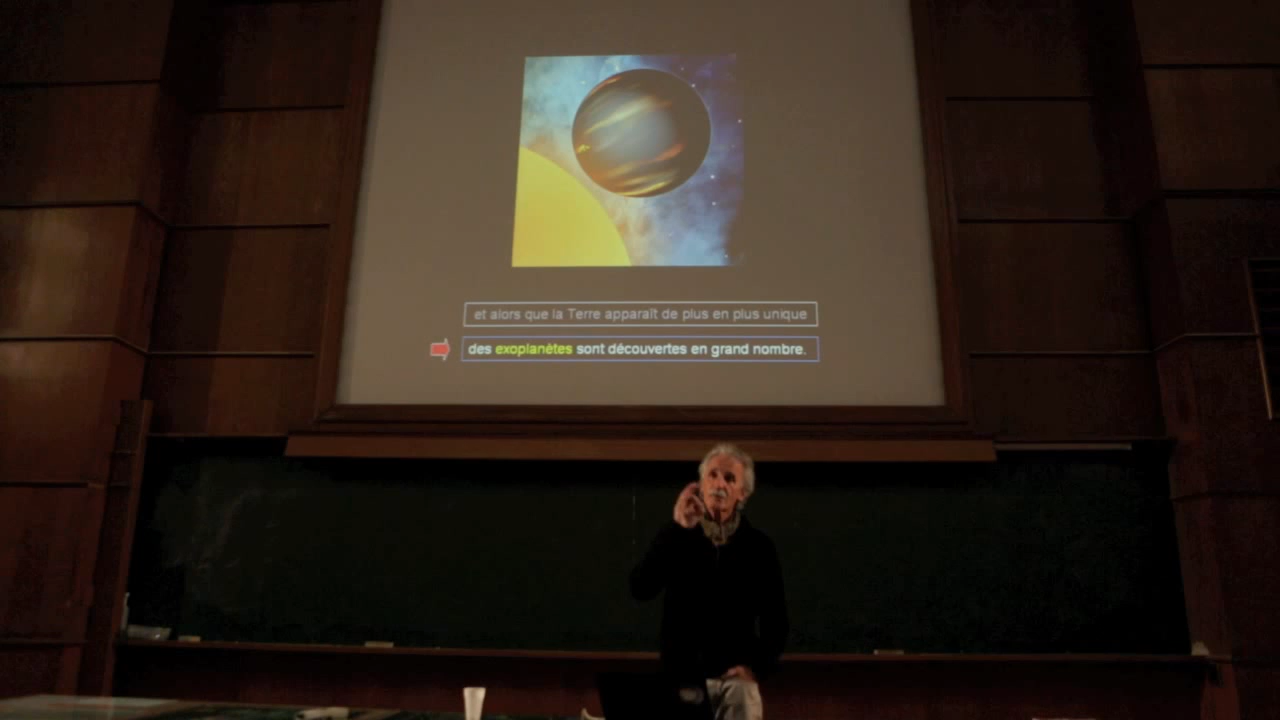 et alors que la Terre apparaît de plus en plus unique
des exoplanètes sont découvertes en grand nombre.